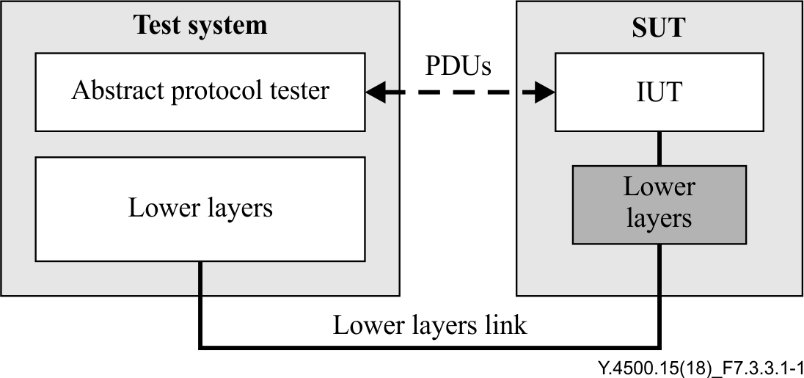 Test system
SUT
Abstract protocol tester
PDUs
IUT
Lower layers
Lower
layers
Lower layers link
Y.4500.15(18)_F7.3.3.1-1